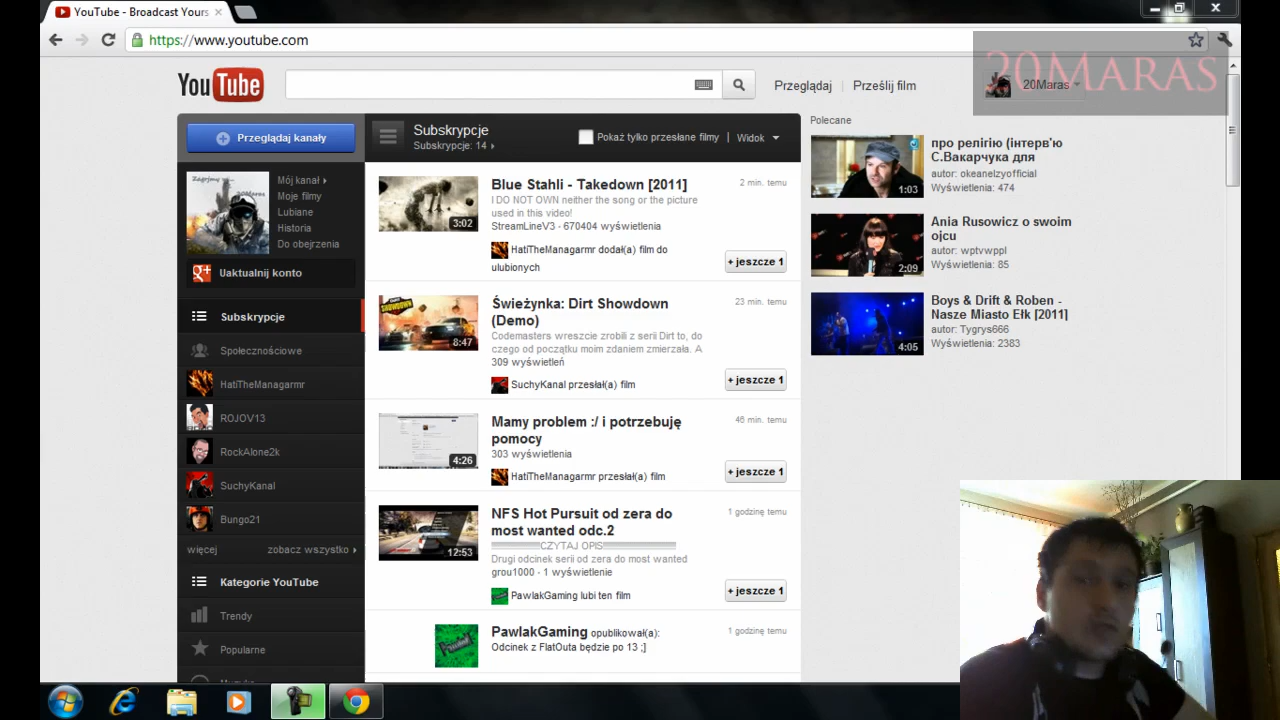 YouTube - Broadcast Yours
https://www.youtube.com
20MARAS
YouTube
Przeglądaj
Prześlij film
20Maras
Przeglądaj kanały
Mój kanał
Moje filmy
Lubiane
Historia
Do obejrzenia
Uaktualnij konto
Subskrypcje
Społecznościowe
HatiTheManagarmr
ROJOV13
RockAlone2k
SuchyKanal
Bungo21
więcej
zobacz wszystko
Kategorie YouTube
Trendy
Popularne
Subskrypcje
Subskrypcje: 14
Pokaż tylko przesłane filmy
Widok
Blue Stahli - Takedown [2011]
2 min. temu
I DO NOT OWN neither the song or the picture
used in this video!
StreamLineV3 - 670404 wyświetlenia
3:02
HatiTheManagarmr dodał(a) film do
ulubionych
+ jeszcze 1
Świeżynka: Dirt Showdown
(Demo)
23 min. temu
Codemasters wreszcie zrobili z serii Dirt to, do
czego od początku moim zdaniem zmierzała. A
309 wyświetleń
8:47
SuchyKanal przesłał(a) film
+ jeszcze 1
Mamy problem :/ i potrzebuję
pomocy
46 min. temu
303 wyświetlenia
4:26
HatiTheManagarmr przesłał(a) film
+ jeszcze 1
NFS Hot Pursuit od zera do
most wanted odc.2
1 godzinę temu
CZYTAJ OPIS
Drugi odcinek serii od zera do most wanted
grou1000 - 1 wyświetlenie
12:53
PawlakGaming lubi ten film
+ jeszcze 1
PawlakGaming opublikował(a):
1 godzinę temu
Odcinek z FlatOuta będzie po 13 ;]
Polecane
про релігію (інтерв'ю
С.Вакарчука для
autor: okeanelzyofficial
Wyświetlenia: 474
1:03
Ania Rusowicz o swoim
ojcu
autor: wptvwppl
Wyświetlenia: 85
2:09
Boys & Drift & Roben -
Nasze Miasto Ełk [2011]
autor: Tygrys666
Wyświetlenia: 2383
4:05